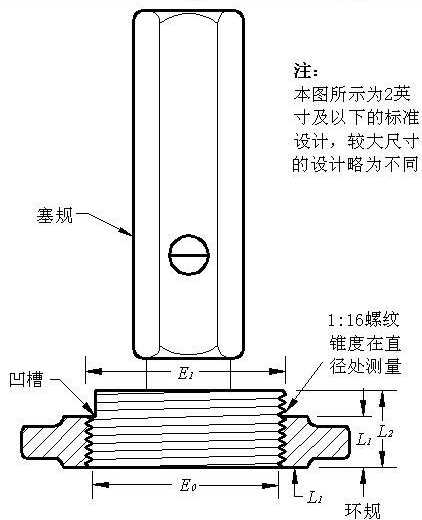 注:
本图所示为2英
寸及以下的标准
设计，较大尺寸
的设计略为不同
塞规
1:16螺纹
锥度在直
径处测量
凹槽
E1
L1
L2
E0
L1
环规